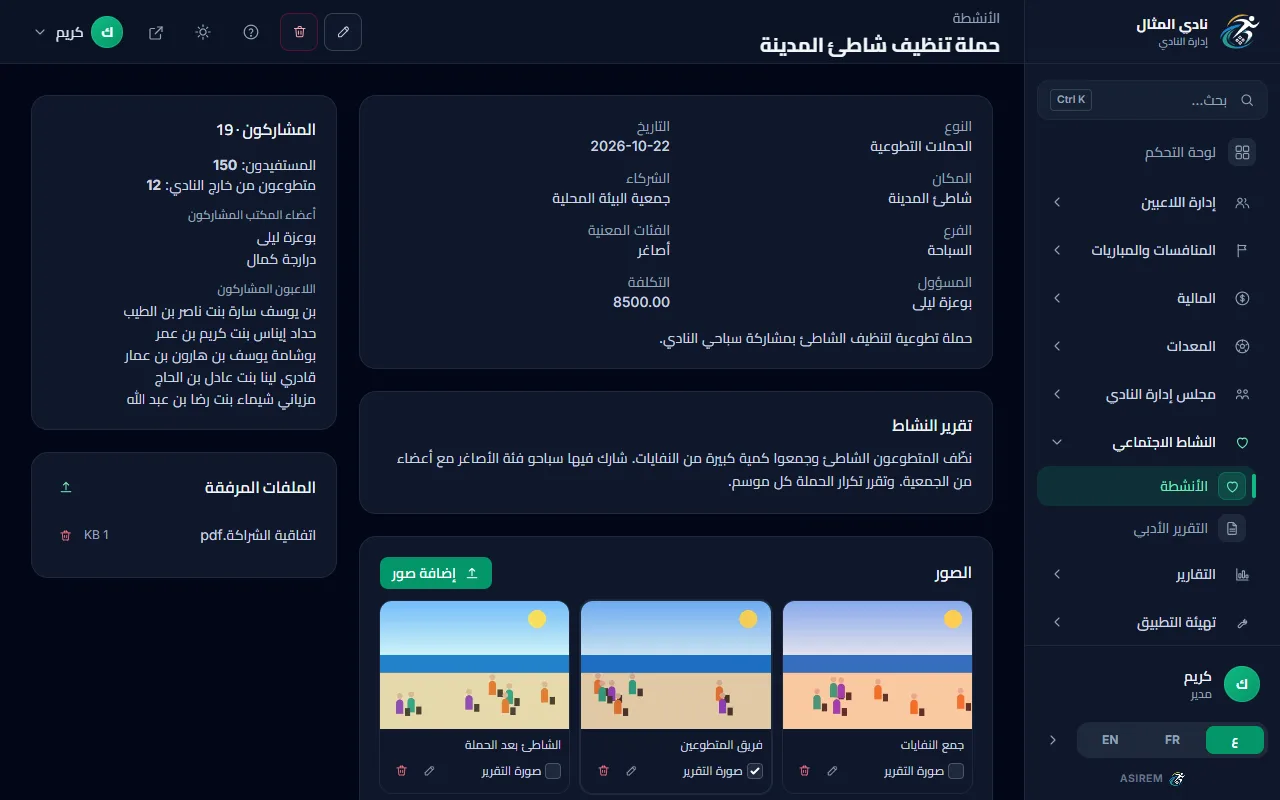 نادي المثال
إدارة النادي
بحث...
Ctrl K
لوحة التحكم
إدارة اللاعبين
المنافسات والمباريات
المالية
المعدات
مجلس إدارة النادي
النشاط الاجتماعي
الأنشطة
التقرير الأدبي
التقارير
تهيئة التطبيق
ك
كريم
مدير
ع
FR
EN
ASIREM
الأنشطة
حملة تنظيف شاطئ المدينة
ك
كريم
النوع
الحملات التطوعية
التاريخ
2026-10-22
المكان
شاطئ المدينة
الشركاء
جمعية البيئة المحلية
الفرع
السباحة
الفئات المعنية
أصاغر
المسؤول
بوعزة ليلى
التكلفة
8500.00
حملة تطوعية لتنظيف الشاطئ بمشاركة سباحي النادي.
تقرير النشاط
نظّف المتطوعون الشاطئ وجمعوا كمية كبيرة من النفايات. شارك فيها سباحو فئة الأصاغر مع أعضاء
من الجمعية. وتقرر تكرار الحملة كل موسم.
الصور
إضافة صور
جمع النفايات
صورة التقرير
فريق المتطوعين
صورة التقرير
الشاطئ بعد الحملة
صورة التقرير
المشاركون · 19
المستفيدون: 150
متطوعون من خارج النادي: 12
أعضاء المكتب المشاركون
بوعزة ليلى
درارجة كمال
اللاعبون المشاركون
بن يوسف سارة بنت ناصر بن الطيب
حداد إيناس بنت كريم بن عمر
بوشامة يوسف بن هارون بن عمار
قادري لينا بنت عادل بن الحاج
مزياني شيماء بنت رضا بن عبد الله
الملفات المرفقة
اتفاقية الشراكة.pdf
1 KB